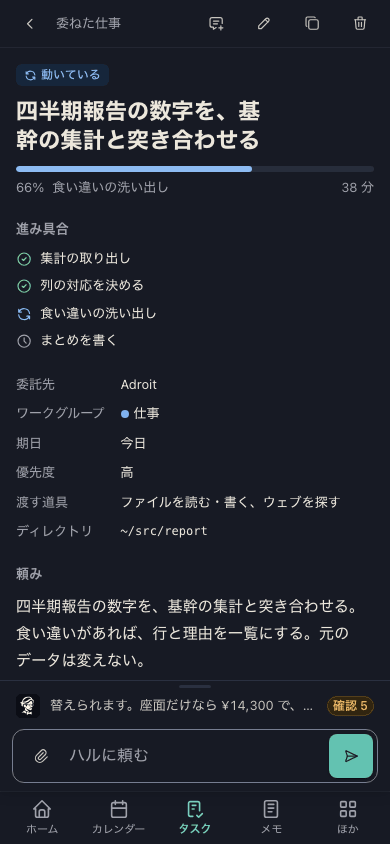 委ねた仕事
動いている
四半期報告の数字を、基
幹の集計と突き合わせる
66% 食い違いの洗い出し 38 分
進み具合
集計の取り出し
列の対応を決める
食い違いの洗い出し
まとめを書く
委託先 Adroit
ワークグループ 仕事
期日 今日
優先度 高
渡す道具 ファイルを読む・書く、ウェブを探す
ディレクトリ ~/src/report
頼み
四半期報告の数字を、基幹の集計と突き合わせる。
食い違いがあれば、行と理由を一覧にする。元の
データは変えない。
替えられます。座面だけなら ¥14,300 で、... 確認 5
ハルに頼む
ホーム カレンダー タスク メモ ほか